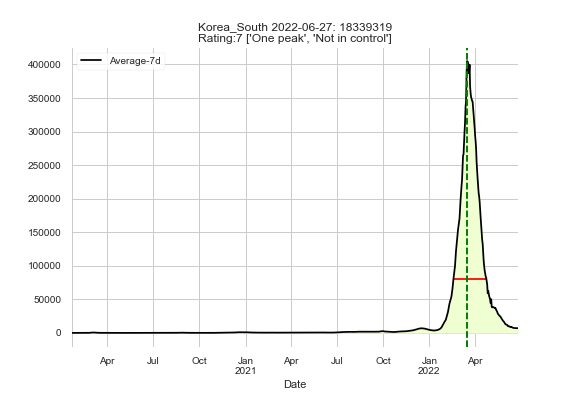 Korea_South 2022-06-27: 18339319
Rating:7 ['One peak', 'Not in control']
Average-7d
400000
350000
300000
250000
200000
150000
100000
50000
0
Apr Jul Oct Jan Apr Jul Oct Jan Apr
2021 2022
Date